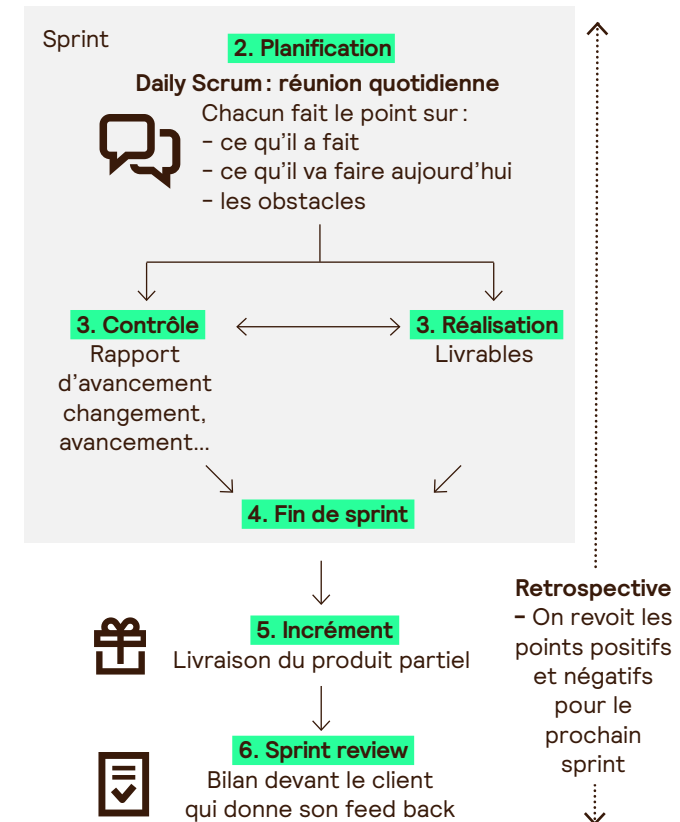 Sprint
2. Planification
Daily Scrum : réunion quotidienne
Chacun fait le point sur :
- ce qu'il a fait
- ce qu'il va faire aujourd'hui
- les obstacles
3. Contrôle
Rapport
d'avancement
changement,
avancement...
3. Réalisation
Livrables
4. Fin de sprint
5. Incrément
Livraison du produit partiel
6. Sprint review
Bilan devant le client
qui donne son feed back
Retrospective
- On revoit les
points positifs
et négatifs
pour le
prochain
sprint